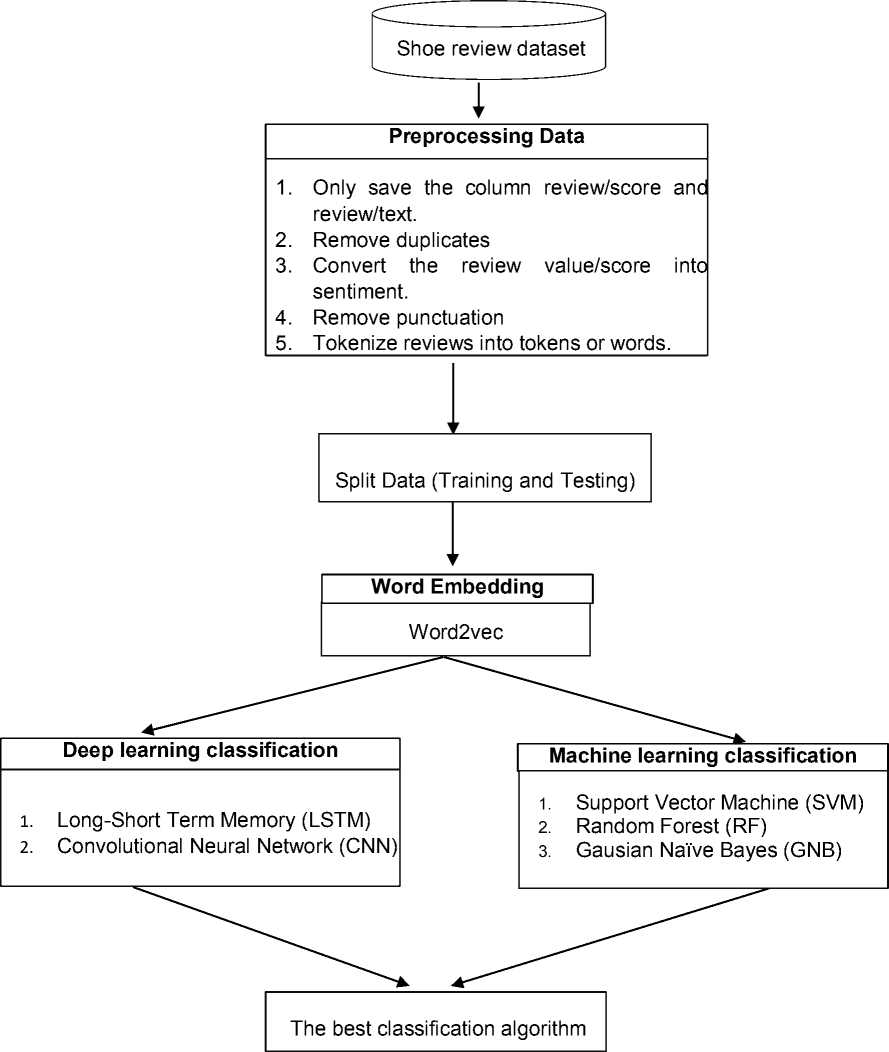 Shoe review dataset
Preprocessing Data
1. Only save the column review/score and
review/text.
2. Remove duplicates
3. Convert the review value/score into
sentiment.
4. Remove punctuation
5. Tokenize reviews into tokens or words.
Split Data (Training and Testing)
Word Embedding
Word2vec
Deep learning classification
1. Long-Short Term Memory (LSTM)
2. Convolutional Neural Network (CNN)
Machine learning classification
1. Support Vector Machine (SVM)
2. Random Forest (RF)
3. Gausian Naïve Bayes (GNB)
The best classification algorithm